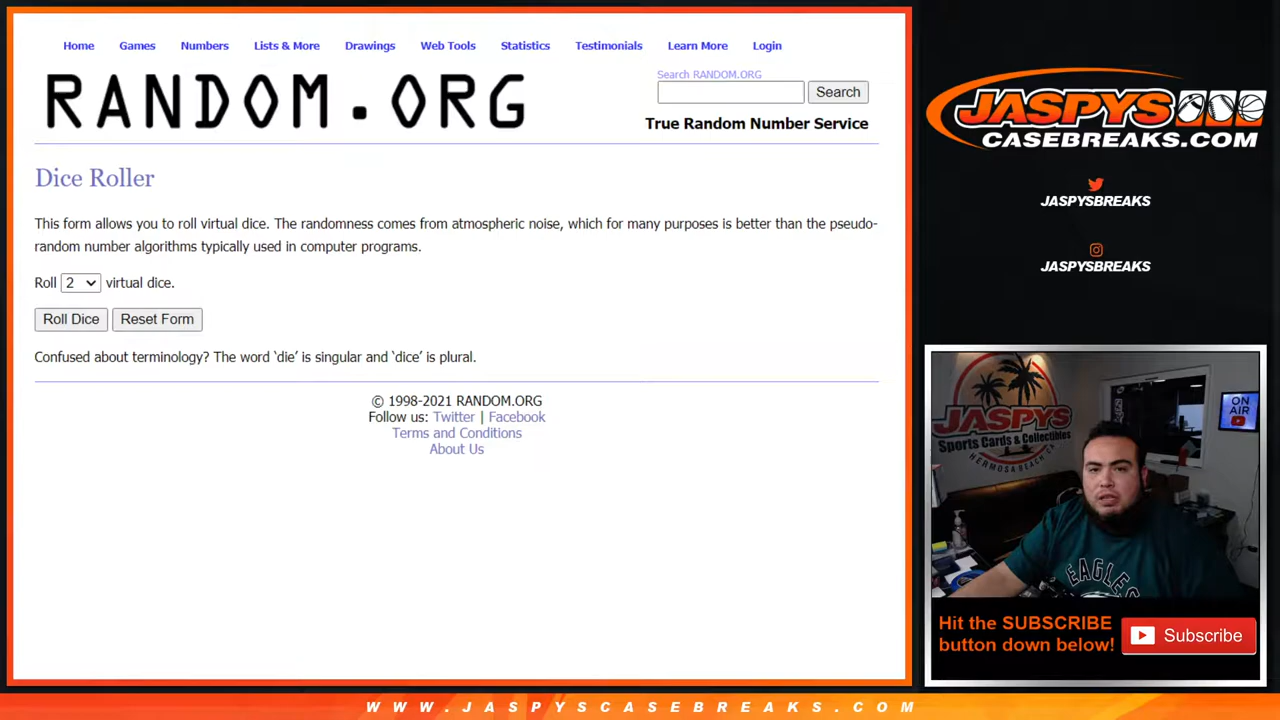 Home Games Numbers Lists & More Drawings Web Tools Statistics Testimonials Learn More Login
RANDOM.ORG
Search RANDOM.ORG
Search
True Random Number Service
Dice Roller
This form allows you to roll virtual dice. The randomness comes from atmospheric noise, which for many purposes is better than the pseudo-
random number algorithms typically used in computer programs.
Roll 2 virtual dice.
Roll Dice Reset Form
Confused about terminology? The word ‘die’ is singular and ‘dice’ is plural.
© 1998-2021 RANDOM.ORG
Follow us: Twitter | Facebook
Terms and Conditions
About Us
JASPYS
CASEBREAKS.COM
JASPYSBREAKS
JASPYSBREAKS
JASPYS
Sports Cards & Collectibles
HERMOSA BEACH CA
ON
AIR
EAGLES
Hit the SUBSCRIBE
button down below!
Subscribe
WWW.JASPYSCASEBREAKS.COM